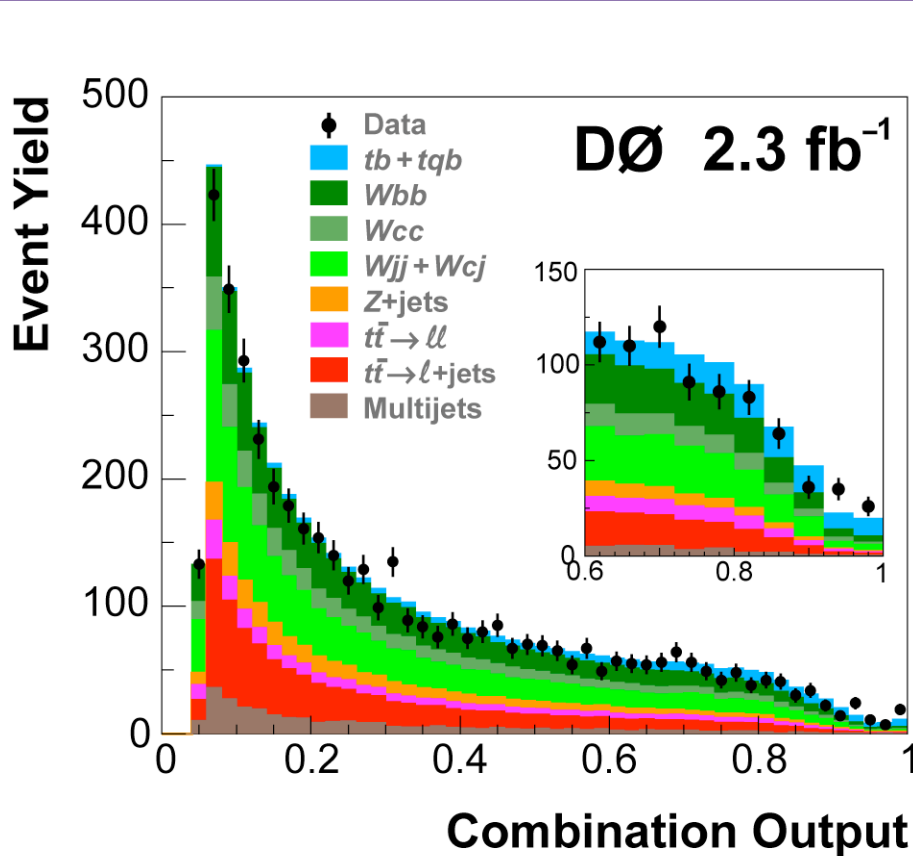 DØ 2.3 fb⁻¹
Data
tb + tqb
Wbb
Wcc
Wjj + Wcj
Z+jets
tt̄ → ℓℓ
tt̄ → ℓ+jets
Multijets
Event Yield
500
400
300
200
100
0
0 0.2 0.4 0.6 0.8 1
Combination Output
150
100
50
0
0.6 0.8 1